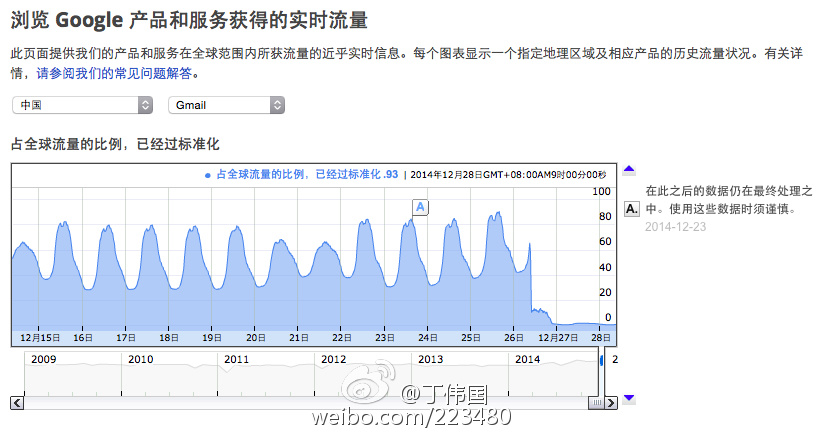 浏览 Google 产品和服务获得的实时流量
此页面提供我们的产品和服务在全球范围内所获流量的近乎实时信息。每个图表显示一个指定地理区域及相应产品的历史流量状况。有关详
情，请参阅我们的常见问题解答。
中国 Gmail
占全球流量的比例，已经过标准化
占全球流量的比例，已经过标准化 .93 | 2014年12月28日GMT+08:00AM9时00分00秒
100
80
60
40
20
0
A
12月15日 16日 17日 18日 19日 20日 21日 22日 23日 24日 25日 26日 12月27日 28日
A. 在此之后的数据仍在最终处理之
中。使用这些数据时须谨慎。
2014-12-23
2009 2010 2011 2012 2013 2014 2
@丁伟国
weibo.com/223480